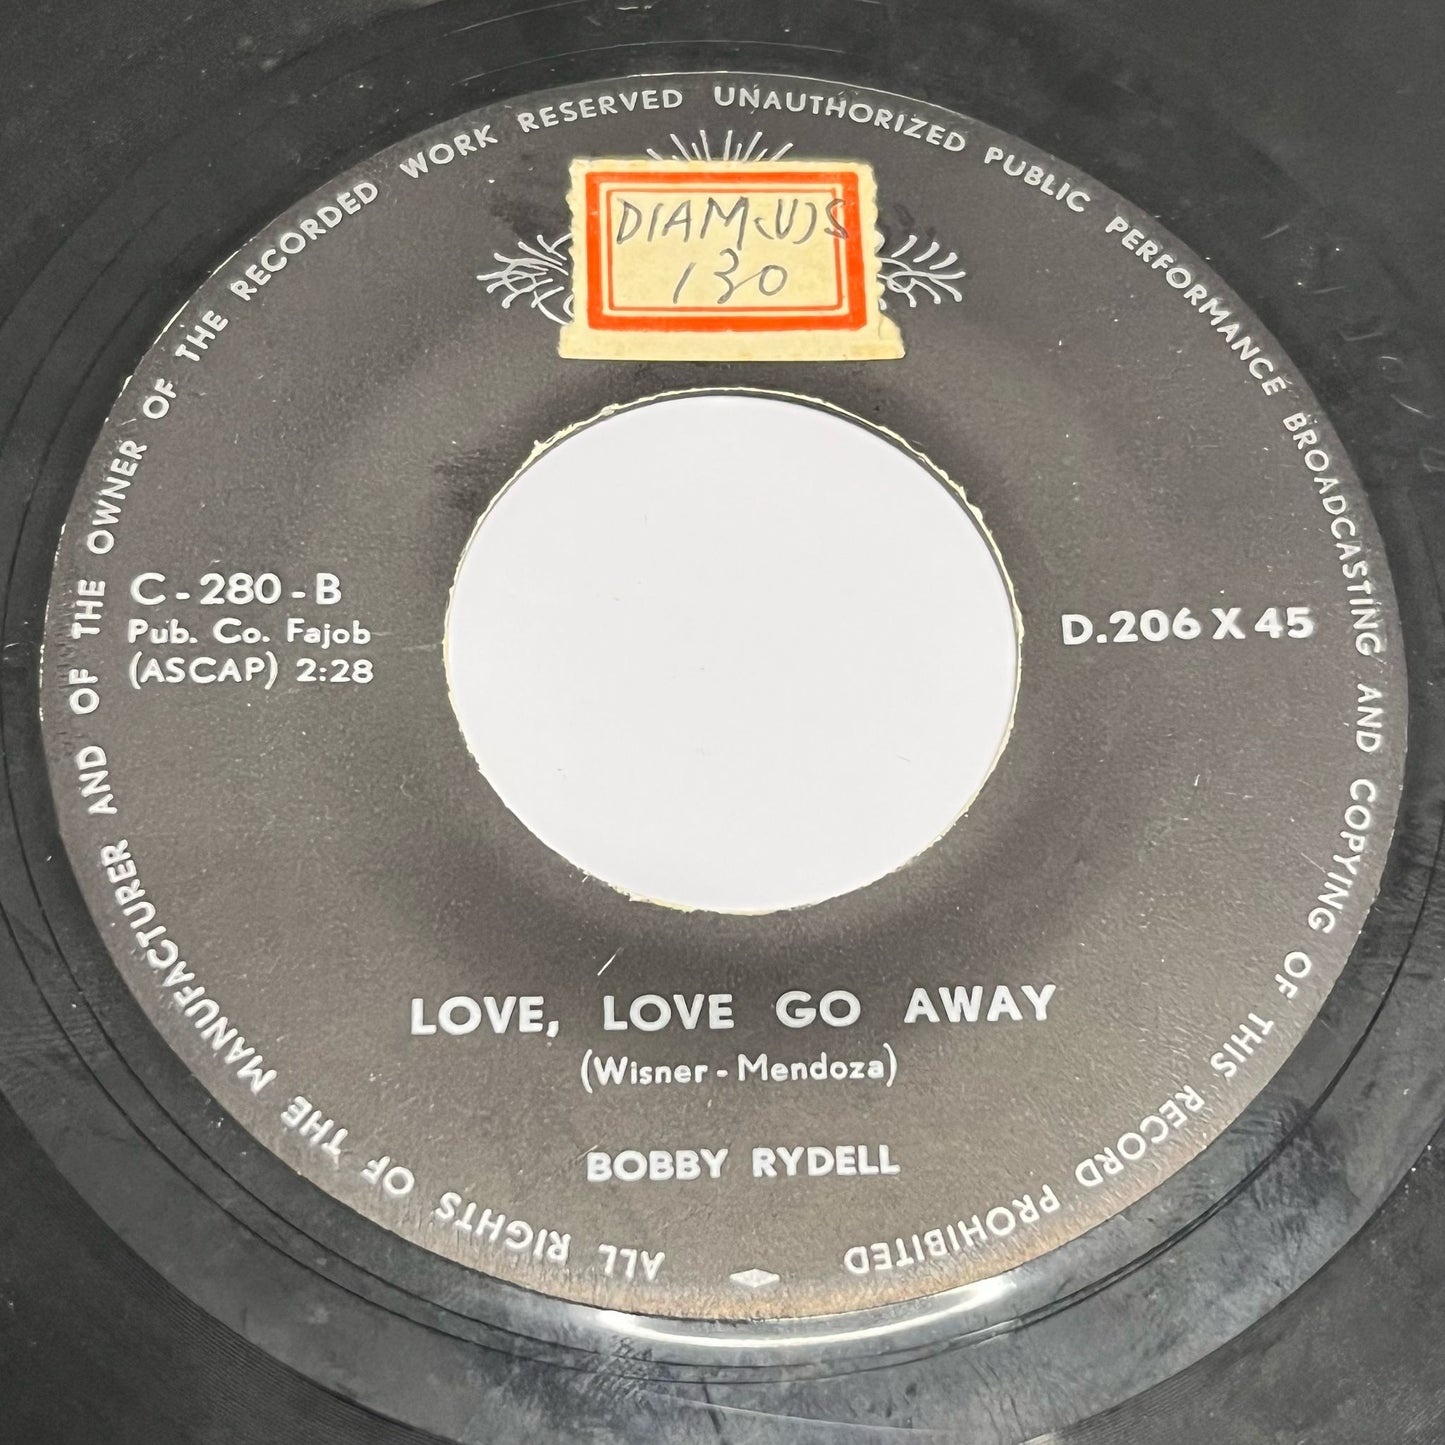 ALL RIGHTS OF THE MANUFACTURER AND OF THE OWNER OF THE RECORDED WORK RESERVED UNAUTHORIZED PUBLIC PERFORMANCE BROADCASTING AND COPYING OF THIS RECORD PROHIBITED
DIAM(U)S
130
C - 280 - B
Pub. Co. Fajob
(ASCAP) 2:28
D.206 X 45
LOVE, LOVE GO AWAY
(Wisner - Mendoza)
BOBBY RYDELL